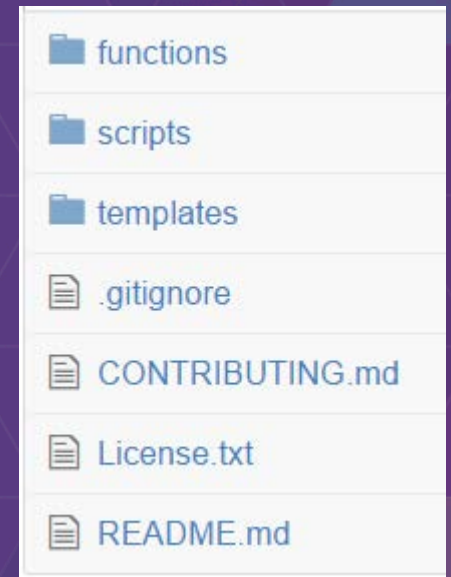 functions
scripts
templates
.gitignore
CONTRIBUTING.md
License.txt
README.md